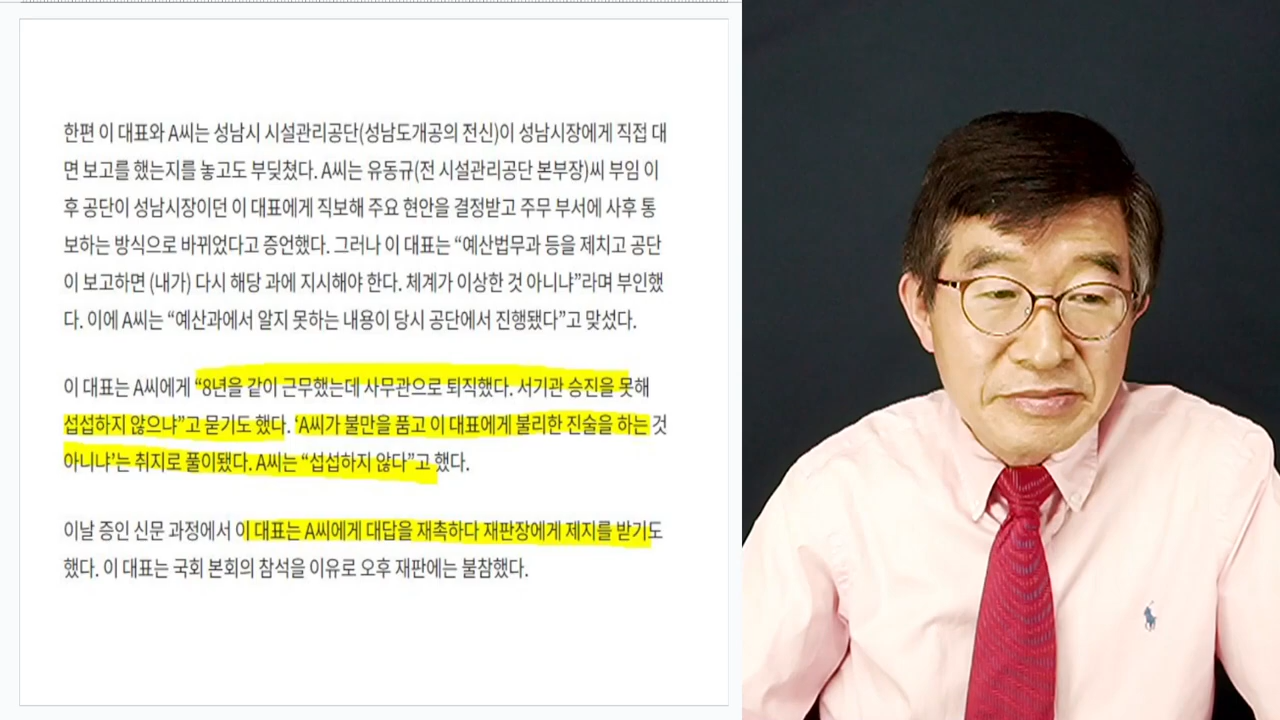 한편 이 대표와 A씨는 성남시 시설관리공단(성남도개공의 전신)이 성남시장에게 직접 대
면 보고를 했는지를 놓고도 부딪쳤다. A씨는 유동규(전 시설관리공단 본부장)씨 부임 이
후 공단이 성남시장이던 이 대표에게 직보해 주요 현안을 결정받고 주무 부서에 사후 통
보하는 방식으로 바뀌었다고 증언했다. 그러나 이 대표는 “예산법무과 등을 제치고 공단
이 보고하면 (내가) 다시 해당 과에 지시해야 한다. 체계가 이상한 것 아니냐”라며 부인했
다. 이에 A씨는 “예산과에서 알지 못하는 내용이 당시 공단에서 진행됐다”고 맞섰다.
이 대표는 A씨에게 “8년을 같이 근무했는데 사무관으로 퇴직했다. 서기관 승진을 못해
섭섭하지 않으냐”고 묻기도 했다. ‘A씨가 불만을 품고 이 대표에게 불리한 진술을 하는 것
아니냐’는 취지로 풀이됐다. A씨는 “섭섭하지 않다”고 했다.
이날 증인 신문 과정에서 이 대표는 A씨에게 대답을 재촉하다 재판장에게 제지를 받기도
했다. 이 대표는 국회 본회의 참석을 이유로 오후 재판에는 불참했다.